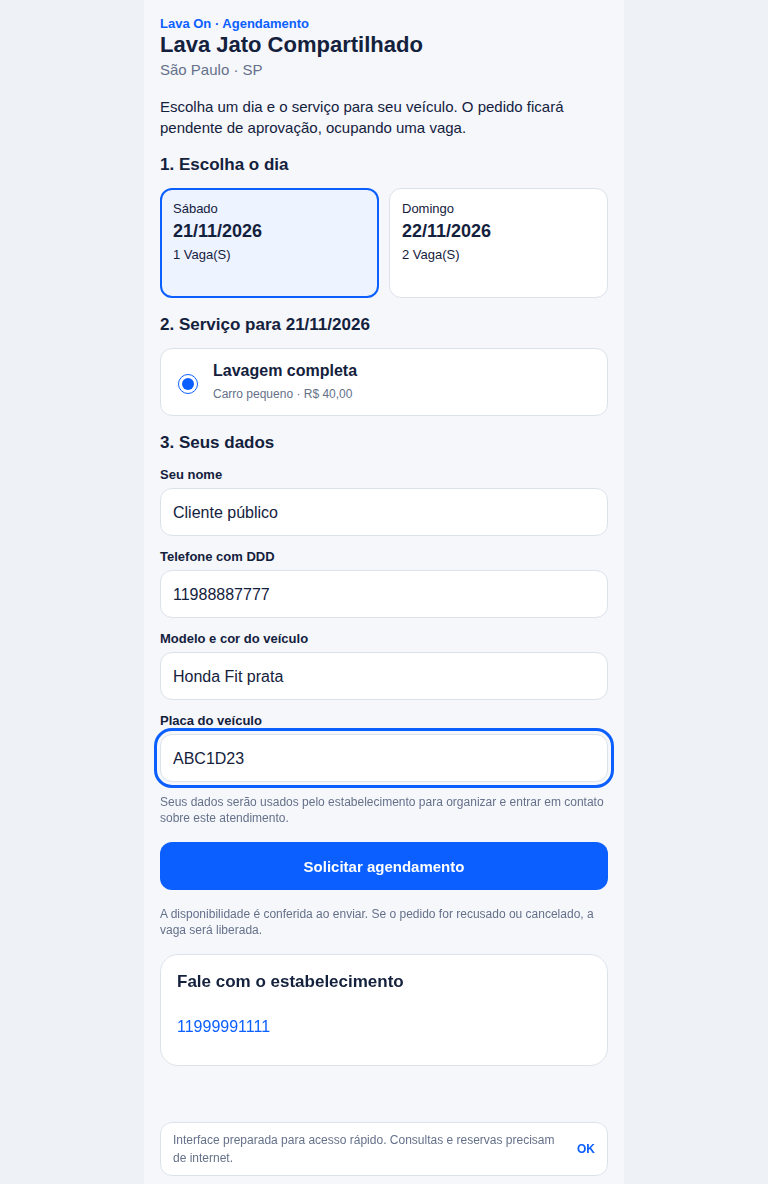 Lava On · Agendamento
Lava Jato Compartilhado
São Paulo · SP
Escolha um dia e o serviço para seu veículo. O pedido ficará
pendente de aprovação, ocupando uma vaga.
1. Escolha o dia
Sábado
21/11/2026
1 Vaga(S)
Domingo
22/11/2026
2 Vaga(S)
2. Serviço para 21/11/2026
Lavagem completa
Carro pequeno · R$ 40,00
3. Seus dados
Seu nome
Cliente público
Telefone com DDD
11988887777
Modelo e cor do veículo
Honda Fit prata
Placa do veículo
ABC1D23
Seus dados serão usados pelo estabelecimento para organizar e entrar em contato
sobre este atendimento.
Solicitar agendamento
A disponibilidade é conferida ao enviar. Se o pedido for recusado ou cancelado, a
vaga será liberada.
Fale com o estabelecimento
11999991111
Interface preparada para acesso rápido. Consultas e reservas precisam
de internet.
OK